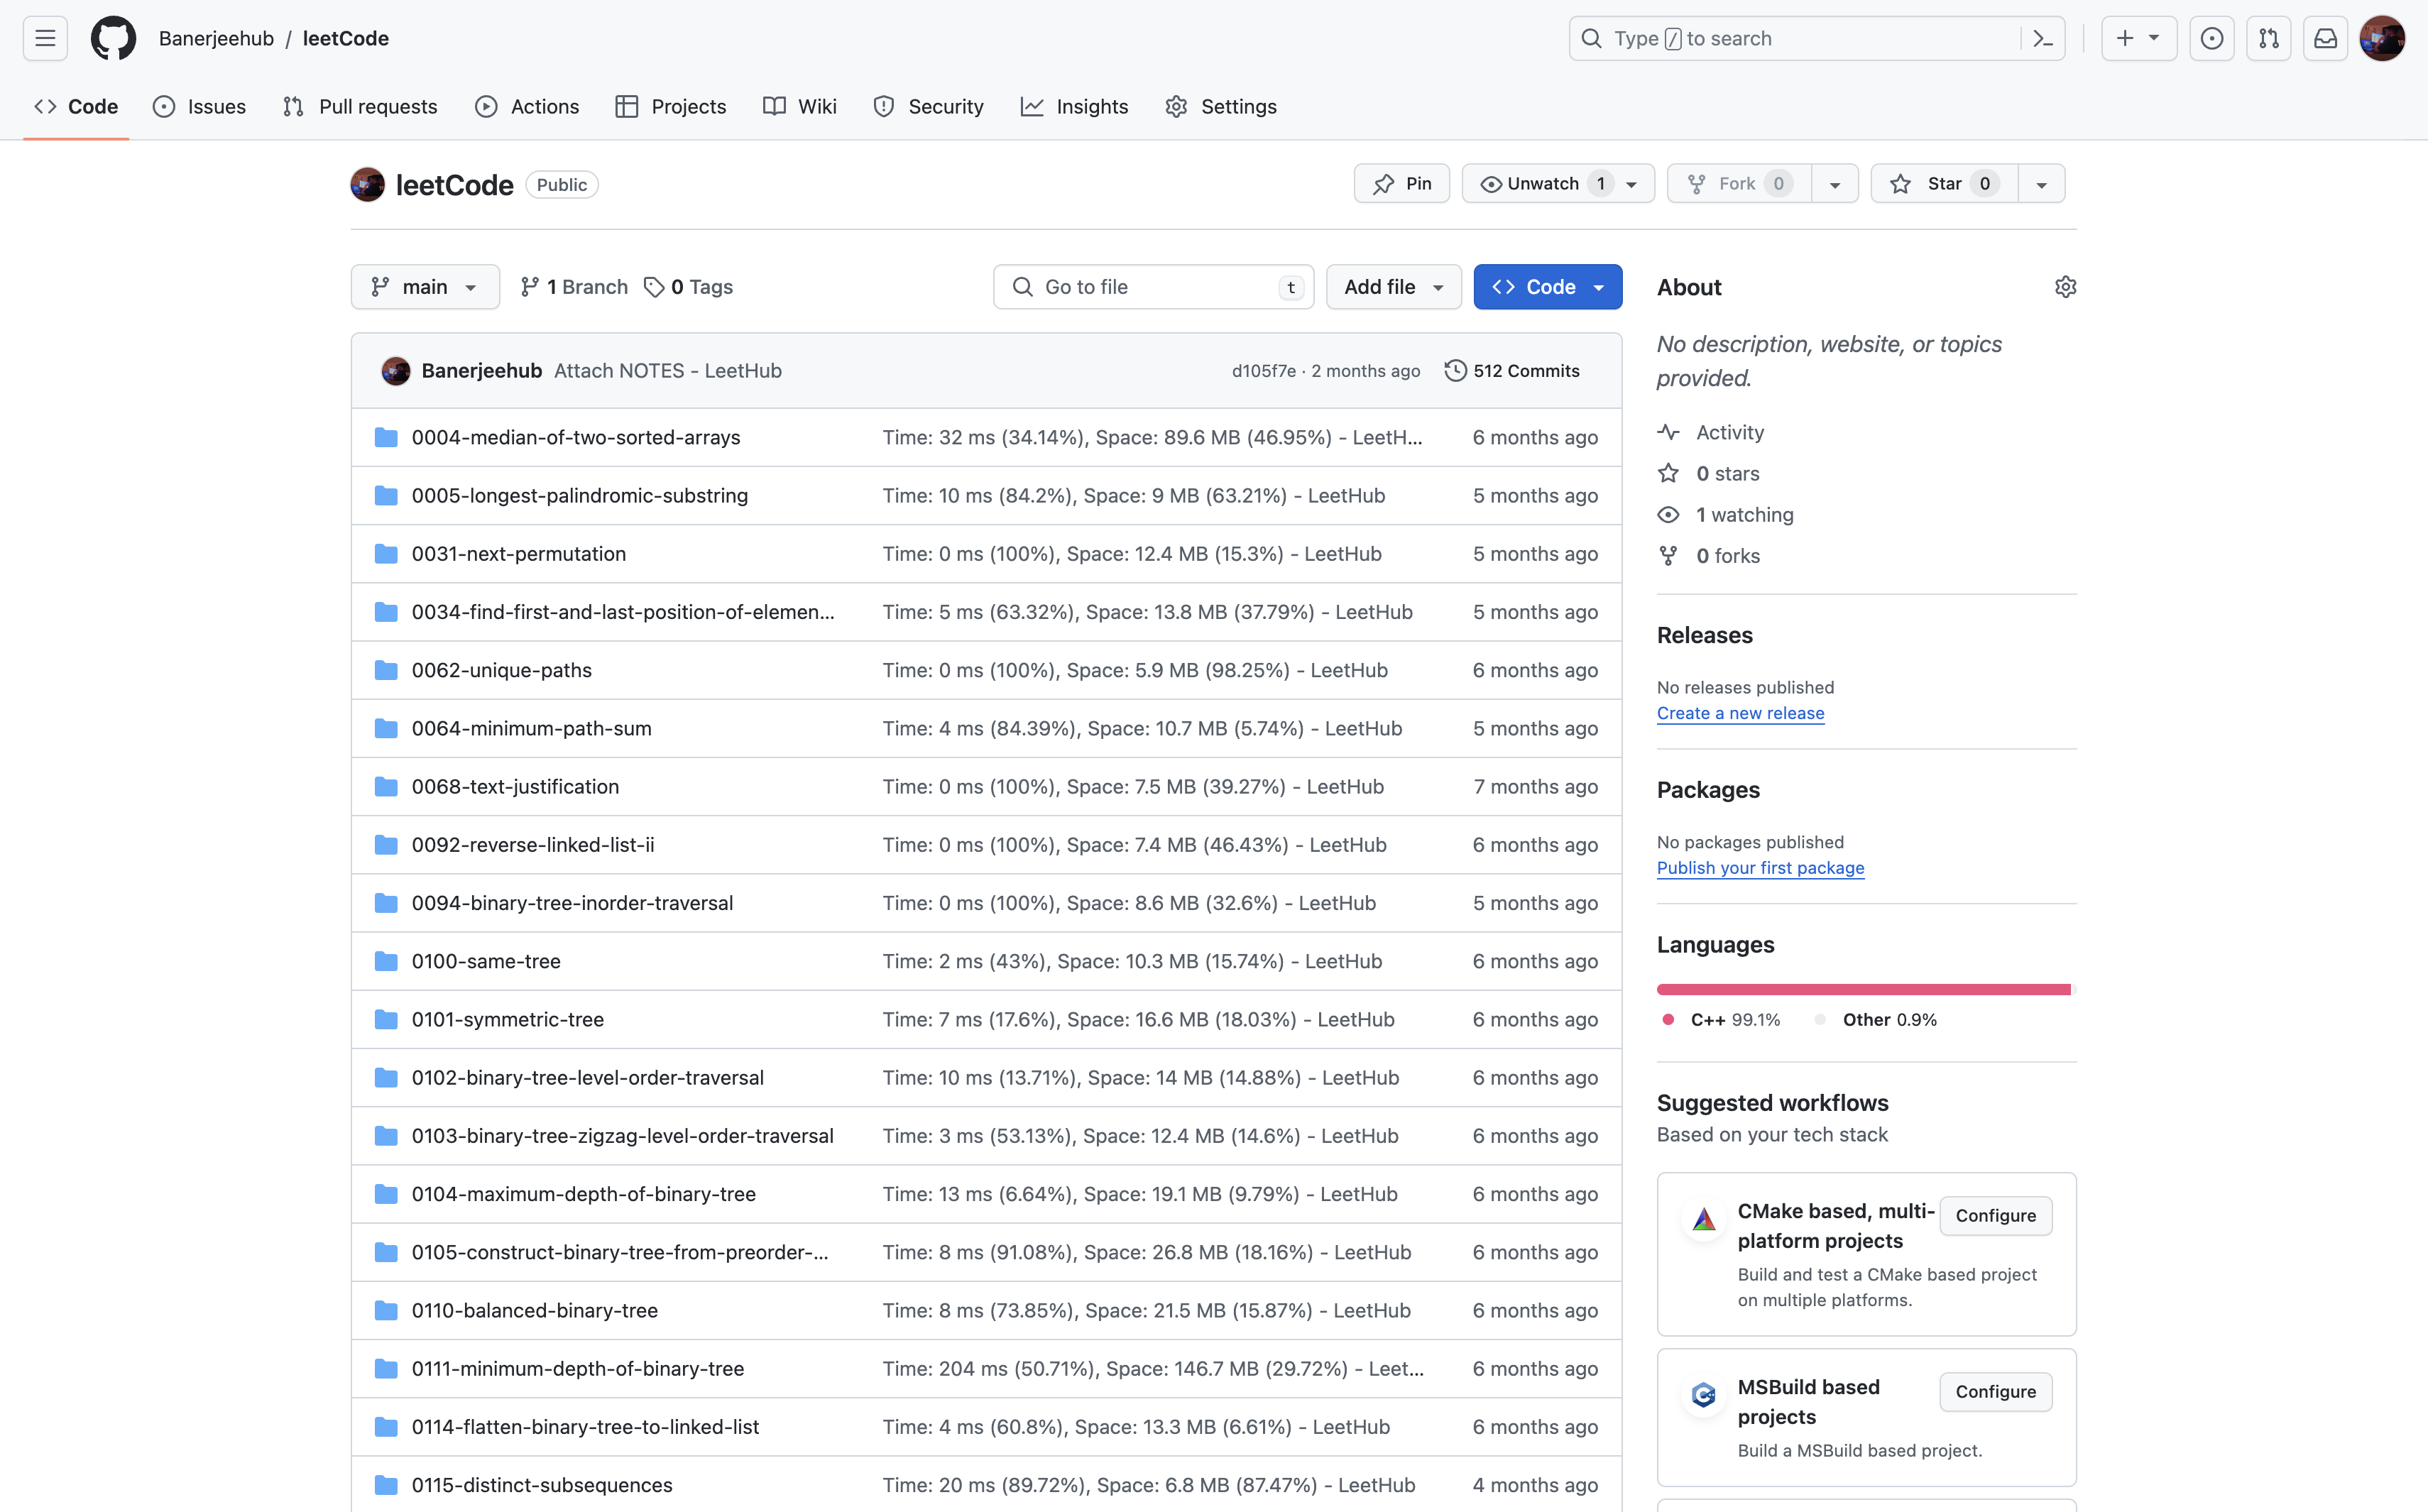 Banerjeehub / leetCode
Type / to search
Code Issues Pull requests Actions Projects Wiki Security Insights Settings
leetCode Public
Pin Unwatch 1 Fork 0 Star 0
main 1 Branch 0 Tags Go to file t Add file Code
Banerjeehub Attach NOTES - LeetHub d105f7e · 2 months ago 512 Commits
0004-median-of-two-sorted-arrays Time: 32 ms (34.14%), Space: 89.6 MB (46.95%) - LeetH... 6 months ago
0005-longest-palindromic-substring Time: 10 ms (84.2%), Space: 9 MB (63.21%) - LeetHub 5 months ago
0031-next-permutation Time: 0 ms (100%), Space: 12.4 MB (15.3%) - LeetHub 5 months ago
0034-find-first-and-last-position-of-elemen... Time: 5 ms (63.32%), Space: 13.8 MB (37.79%) - LeetHub 5 months ago
0062-unique-paths Time: 0 ms (100%), Space: 5.9 MB (98.25%) - LeetHub 6 months ago
0064-minimum-path-sum Time: 4 ms (84.39%), Space: 10.7 MB (5.74%) - LeetHub 5 months ago
0068-text-justification Time: 0 ms (100%), Space: 7.5 MB (39.27%) - LeetHub 7 months ago
0092-reverse-linked-list-ii Time: 0 ms (100%), Space: 7.4 MB (46.43%) - LeetHub 6 months ago
0094-binary-tree-inorder-traversal Time: 0 ms (100%), Space: 8.6 MB (32.6%) - LeetHub 5 months ago
0100-same-tree Time: 2 ms (43%), Space: 10.3 MB (15.74%) - LeetHub 6 months ago
0101-symmetric-tree Time: 7 ms (17.6%), Space: 16.6 MB (18.03%) - LeetHub 6 months ago
0102-binary-tree-level-order-traversal Time: 10 ms (13.71%), Space: 14 MB (14.88%) - LeetHub 6 months ago
0103-binary-tree-zigzag-level-order-traversal Time: 3 ms (53.13%), Space: 12.4 MB (14.6%) - LeetHub 6 months ago
0104-maximum-depth-of-binary-tree Time: 13 ms (6.64%), Space: 19.1 MB (9.79%) - LeetHub 6 months ago
0105-construct-binary-tree-from-preorder-... Time: 8 ms (91.08%), Space: 26.8 MB (18.16%) - LeetHub 6 months ago
0110-balanced-binary-tree Time: 8 ms (73.85%), Space: 21.5 MB (15.87%) - LeetHub 6 months ago
0111-minimum-depth-of-binary-tree Time: 204 ms (50.71%), Space: 146.7 MB (29.72%) - Leet... 6 months ago
0114-flatten-binary-tree-to-linked-list Time: 4 ms (60.8%), Space: 13.3 MB (6.61%) - LeetHub 6 months ago
0115-distinct-subsequences Time: 20 ms (89.72%), Space: 6.8 MB (87.47%) - LeetHub 4 months ago
About
No description, website, or topics
provided.
Activity
0 stars
1 watching
0 forks
Releases
No releases published
Create a new release
Packages
No packages published
Publish your first package
Languages
C++ 99.1% Other 0.9%
Suggested workflows
Based on your tech stack
CMake based, multi-
platform projects
Configure
Build and test a CMake based project
on multiple platforms.
MSBuild based
projects
Configure
Build a MSBuild based project.